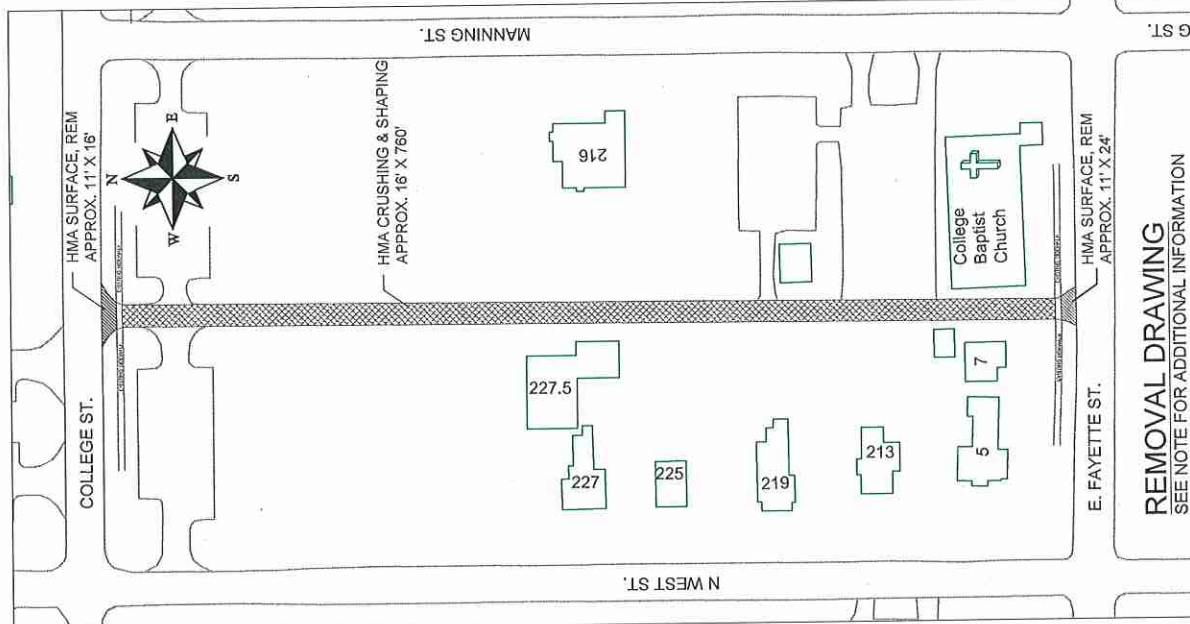 MANNING ST.
G ST.
HMA SURFACE, REM
APPROX. 11' X 16'
N
E
S
W
HMA CRUSHING & SHAPING
APPROX. 16' X 760'
COLLEGE ST.
216
227.5
227
225
219
213
5
7
College
Baptist
Church
HMA SURFACE, REM
APPROX. 11' X 24'
E. FAYETTE ST.
N WEST ST.
REMOVAL DRAWING
SEE NOTE FOR ADDITIONAL INFORMATION